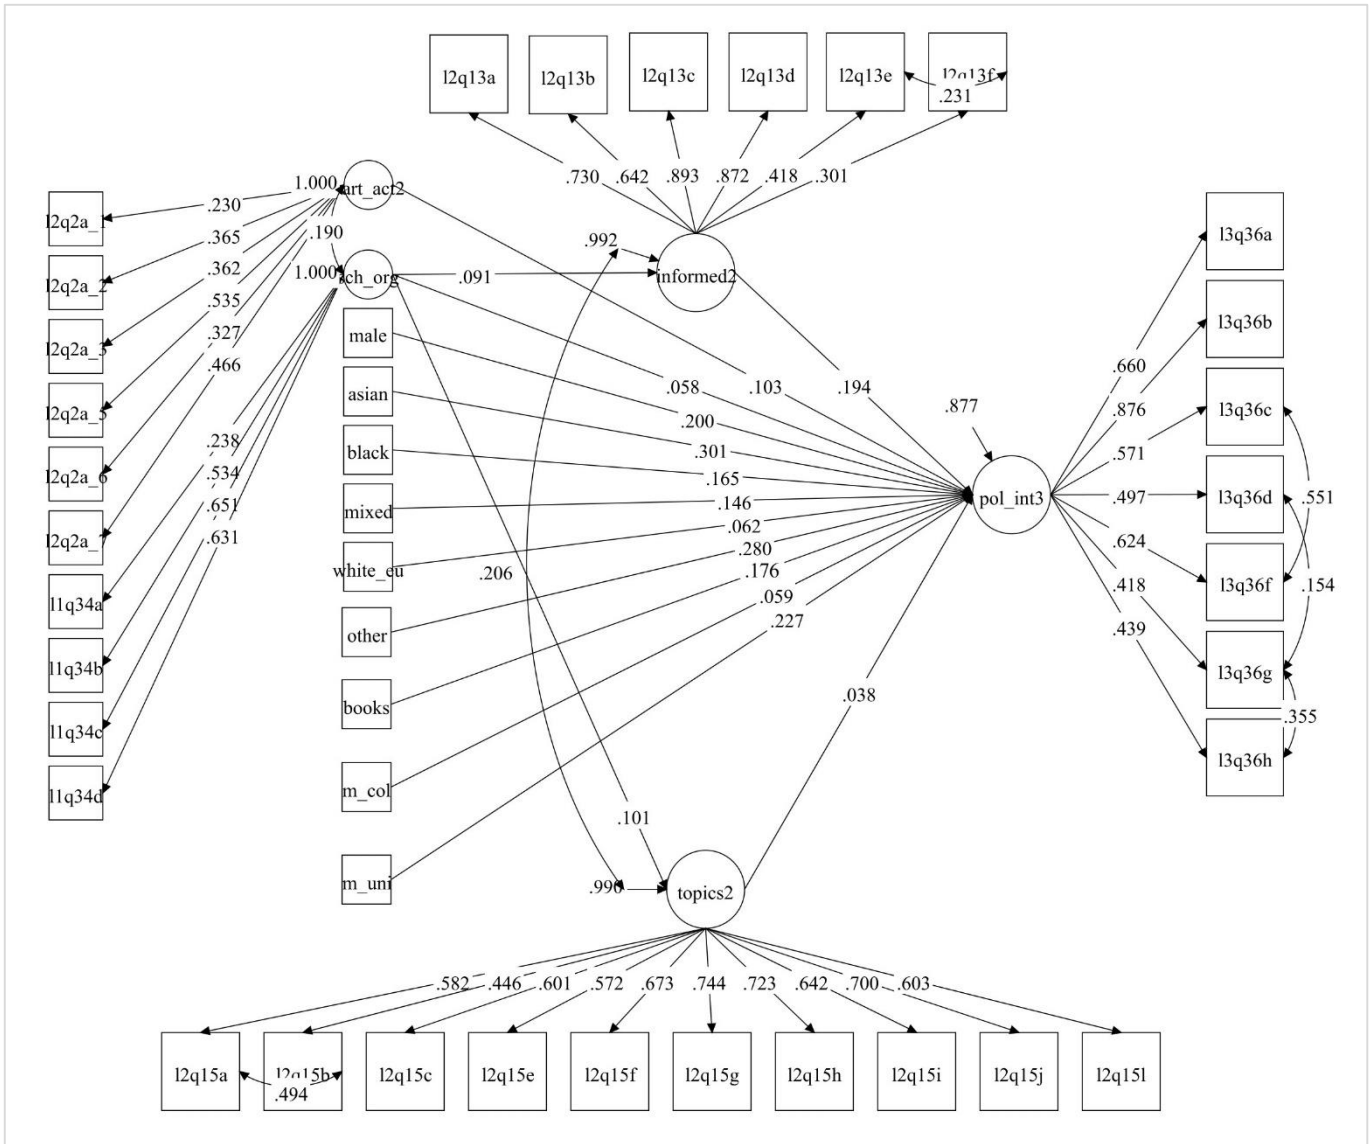 l2q13a l2q13b l2q13c l2q13d l2q13e l2q13f
.231
.730 .642 .893 .872 .418 .301
1.000 art_act2
l2q2a_1 .230
.190
.365
.992
l2q2a_2 .362
1.000 sch_org .091 informed2
.535
l2q2a_3 .327
male
.466
.058 .103 .194
l2q2a_5
asian
.200
.238
.301
l2q2a_6 .534
black
.165
.651
mixed
.146
.631
.062
l2q2a_
white_eu
.280
.206
.176
l1q34a
.059
other
.227
l1q34b
books
l1q34c
m_col
l1q34d
.101
m_uni
.038
.990 topics2
.877
pol_int3
l3q36a
.660
l3q36b
.876
l3q36c
.571
.497 l3q36d .551
.624
l3q36f .154
.418
.439
l3q36g
.355
l3q36h
.582 .446 .601 .572 .673 .744 .723 .642 .700 .603
l2q15a l2q15b l2q15c l2q15e l2q15f l2q15g l2q15h l2q15i l2q15j l2q15l
.494